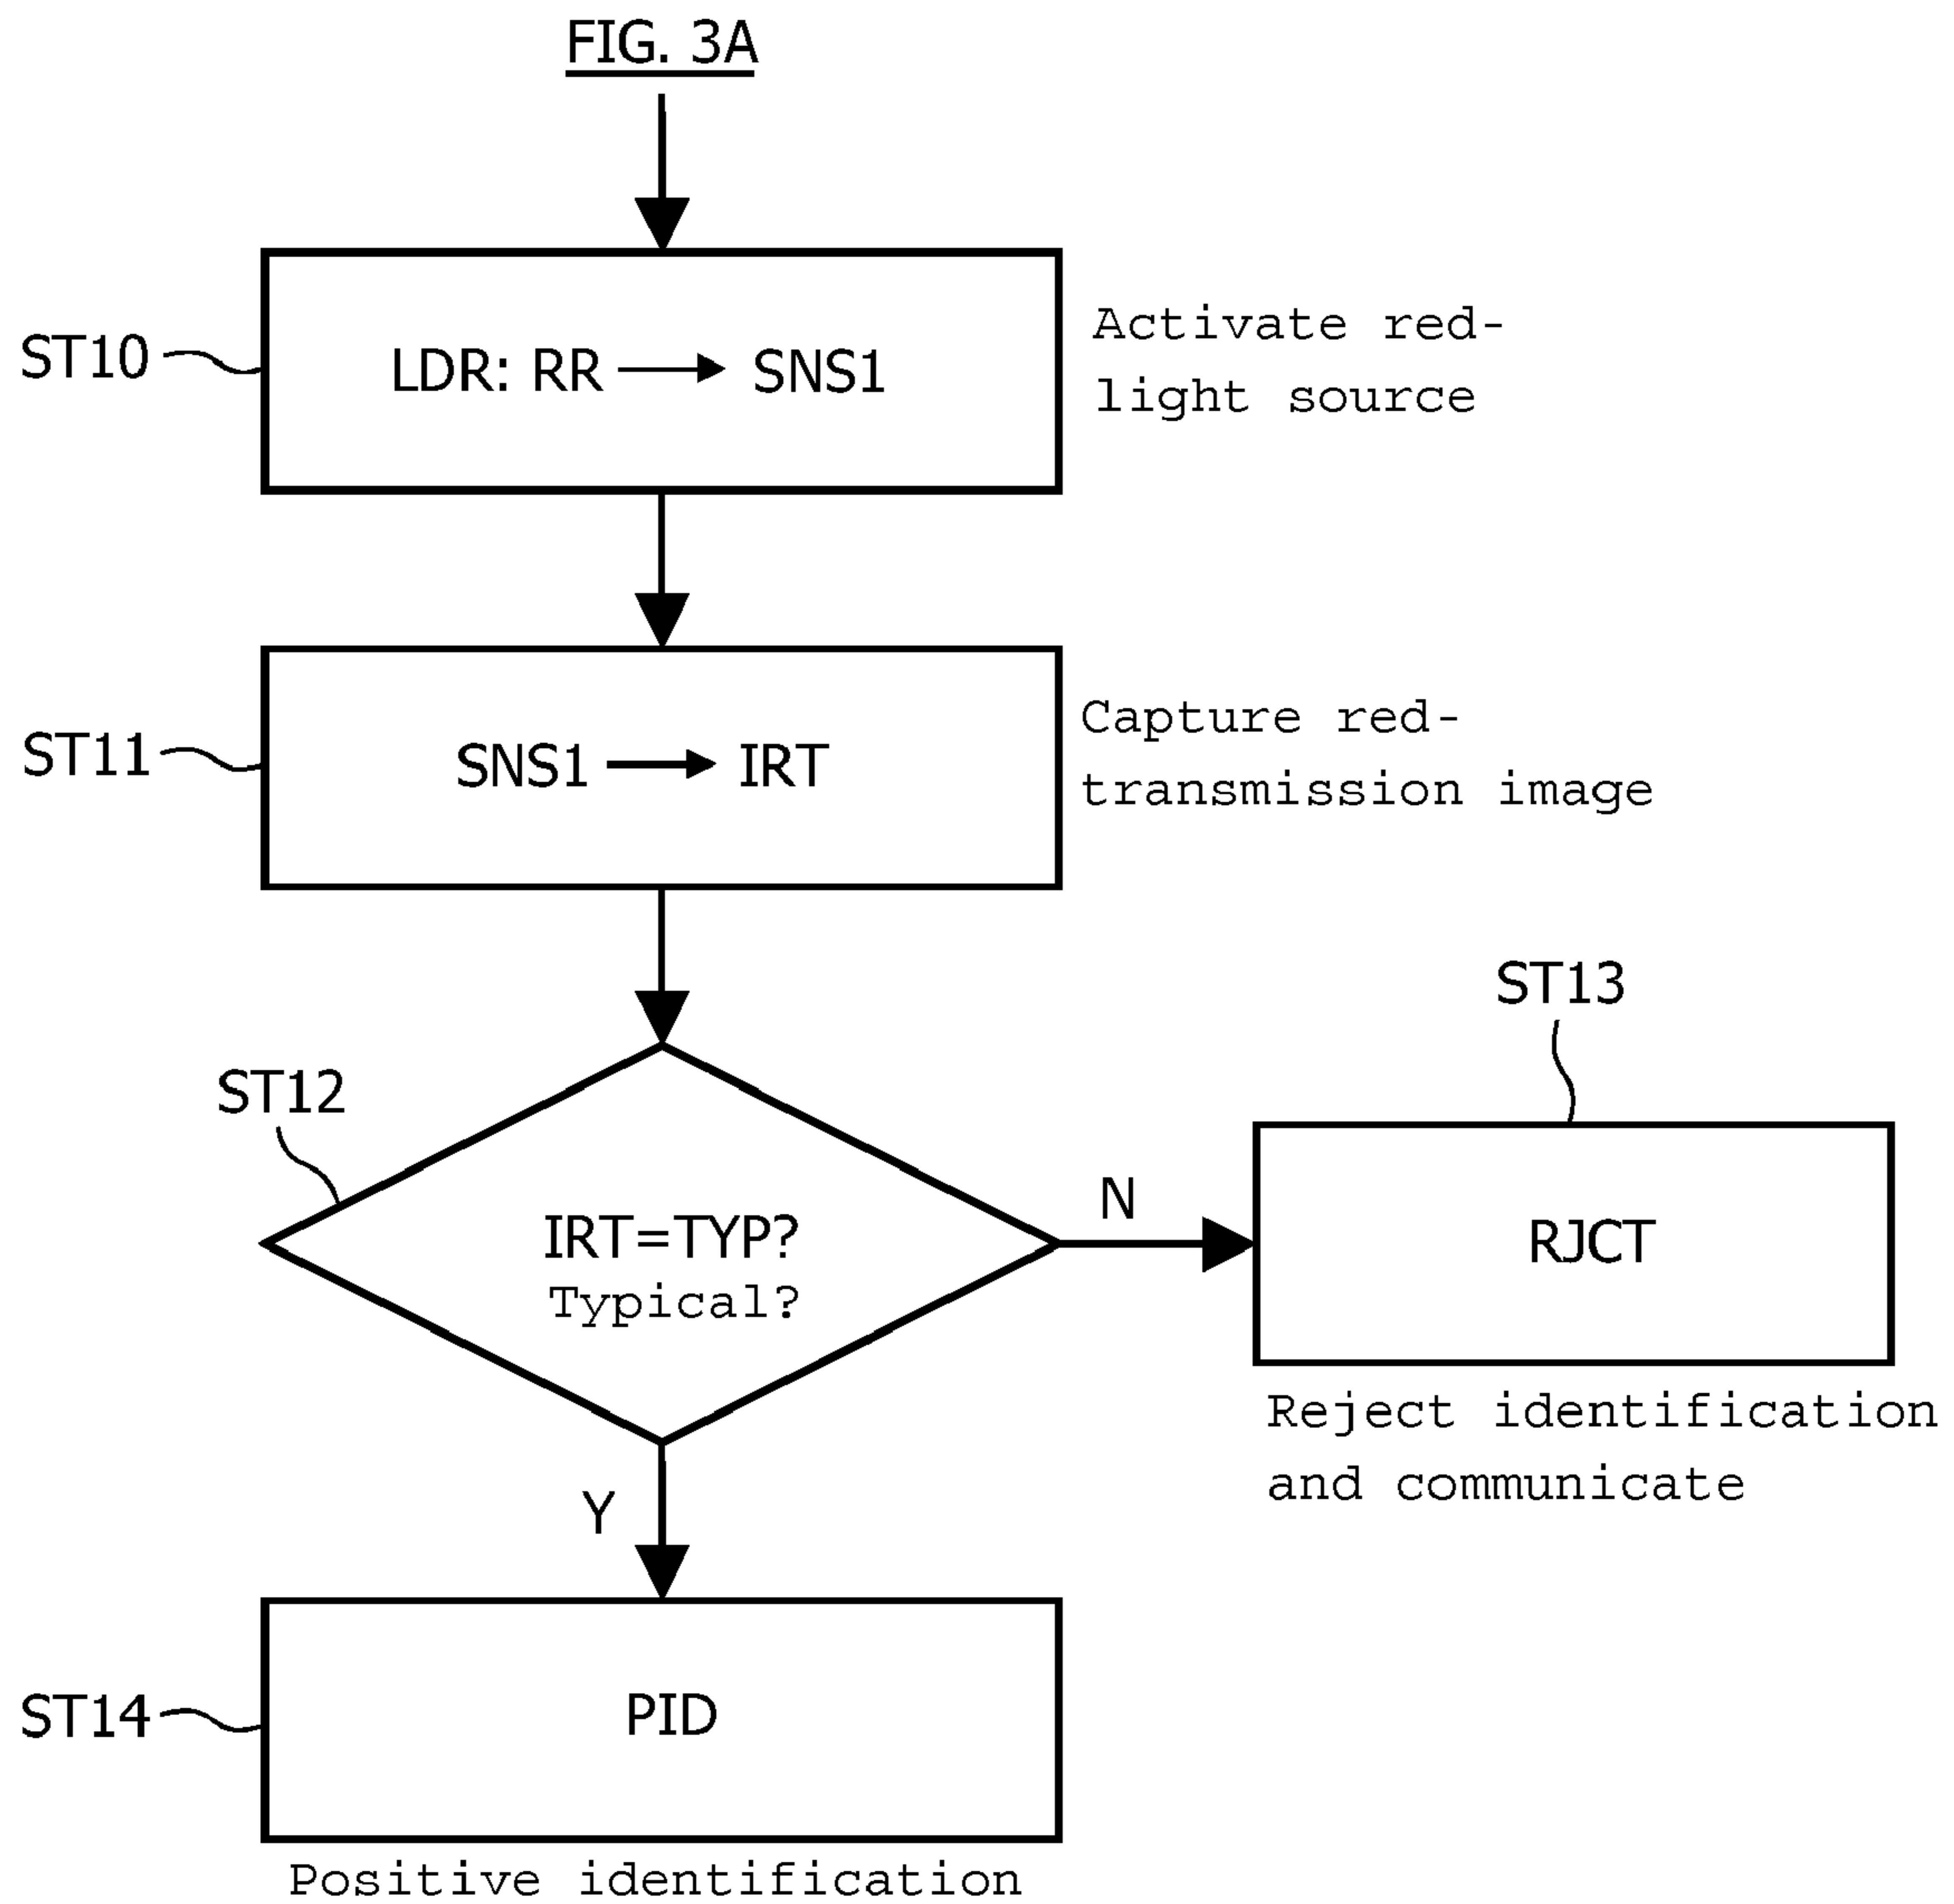 FIG. 3A
ST10
LDR: RR → SNS1
Activate red-
light source
ST11
SNS1 → IRT
Capture red-
transmission image
ST12
IRT=TYP?
Typical?
N
ST13
RJCT
Reject identification
and communicate
Y
ST14
PID
Positive identification